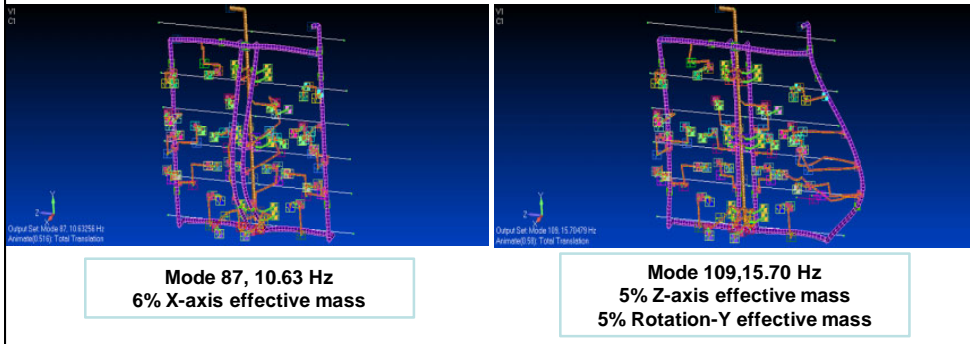 V1
C1
Y
Z
X
Output Set: Mode 87, 10.63256 Hz
Animate(0.516): Total Translation
V1
C1
Y
Z
X
Output Set: Mode 109, 15.70479 Hz
Animate(0.58): Total Translation
Mode 87, 10.63 Hz
6% X-axis effective mass
Mode 109,15.70 Hz
5% Z-axis effective mass
5% Rotation-Y effective mass